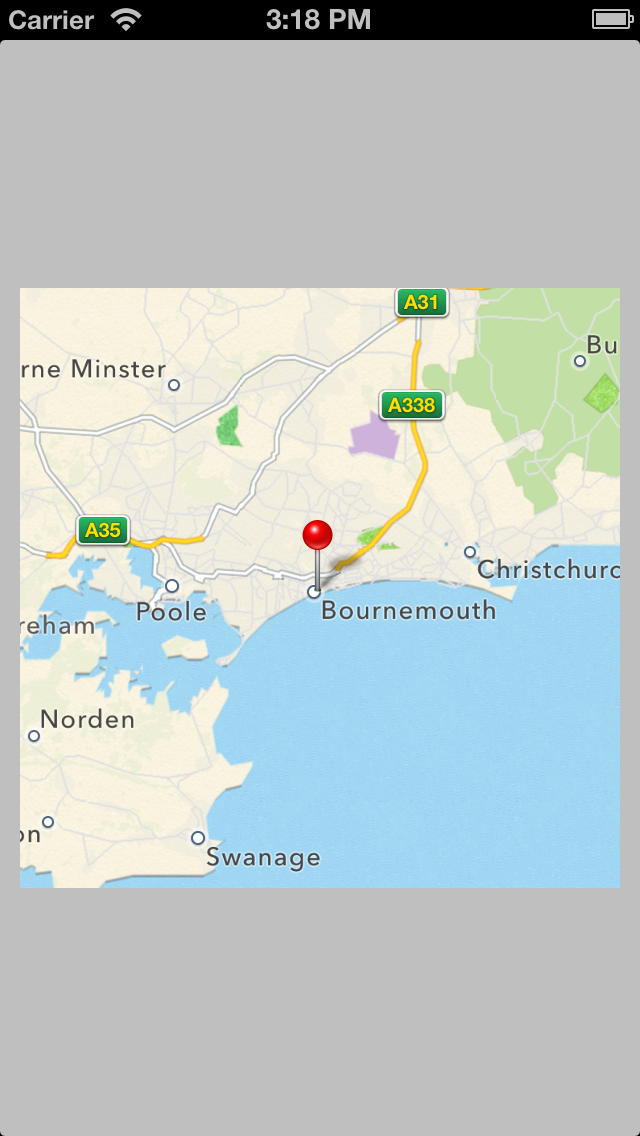 Carrier 3:18 PM
A31
Bu
rne Minster
A338
A35
Christchurc
Poole
Bournemouth
reham
Norden
on
Swanage